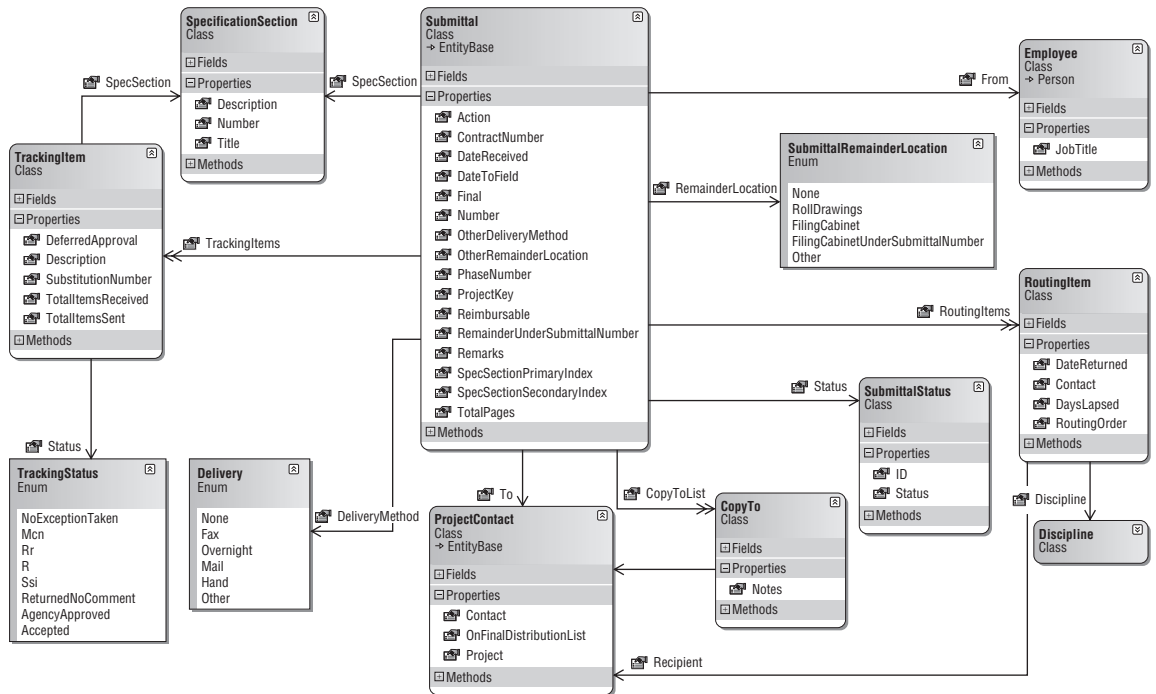 SpecificationSection
Class
Fields
Properties
Description
Number
Title
Methods
Submittal
Class
EntityBase
Fields
Properties
Action
ContractNumber
DateReceived
DateToField
Final
Number
OtherDeliveryMethod
OtherRemainderLocation
PhaseNumber
ProjectKey
Reimbursable
RemainderUnderSubmittalNumber
Remarks
SpecSectionPrimaryIndex
SpecSectionSecondaryIndex
TotalPages
Methods
Employee
Class
Person
Fields
Properties
JobTitle
Methods
SpecSection
SpecSection
From
TrackingItem
Class
Fields
Properties
DeferredApproval
Description
SubstitutionNumber
TotalItemsReceived
TotalItemsSent
Methods
TrackingItems
RemainderLocation
SubmittalRemainderLocation
Enum
None
RollDrawings
FilingCabinet
FilingCabinetUnderSubmittalNumber
Other
RoutingItems
RoutingItem
Class
Fields
Properties
DateReturned
Contact
DaysLapsed
RoutingOrder
Methods
Status
SubmittalStatus
Class
Fields
Properties
ID
Status
Methods
Status
TrackingStatus
Enum
NoExceptionTaken
Mcn
Rr
R
Ssi
ReturnedNoComment
AgencyApproved
Accepted
Delivery
Enum
None
Fax
Overnight
Mail
Hand
Other
DeliveryMethod
To
ProjectContact
Class
EntityBase
Fields
Properties
Contact
OnFinalDistributionList
Project
Methods
CopyToList
CopyTo
Class
Fields
Properties
Notes
Methods
Discipline
Discipline
Class
Recipient